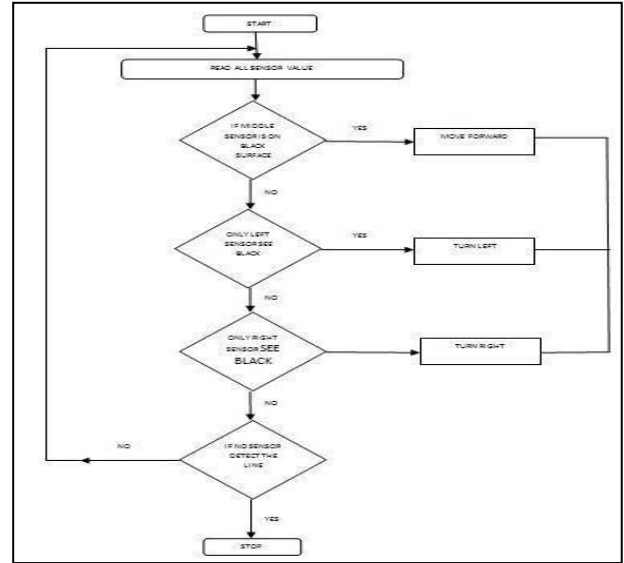 START
READ ALL SENSOR VALUE
IF MIDDLE
SENSOR IS ON
BLACK
SURFACE
YES
MOVE FORWARD
NO
ONLY LEFT
SENSOR SEE
BLACK
YES
TURN LEFT
NO
ONLY RIGHT
SENSOR SEE
BLACK
TURN RIGHT
NO
IF NO SENSOR
DETECT THE
LINE
NO
YES
STOP